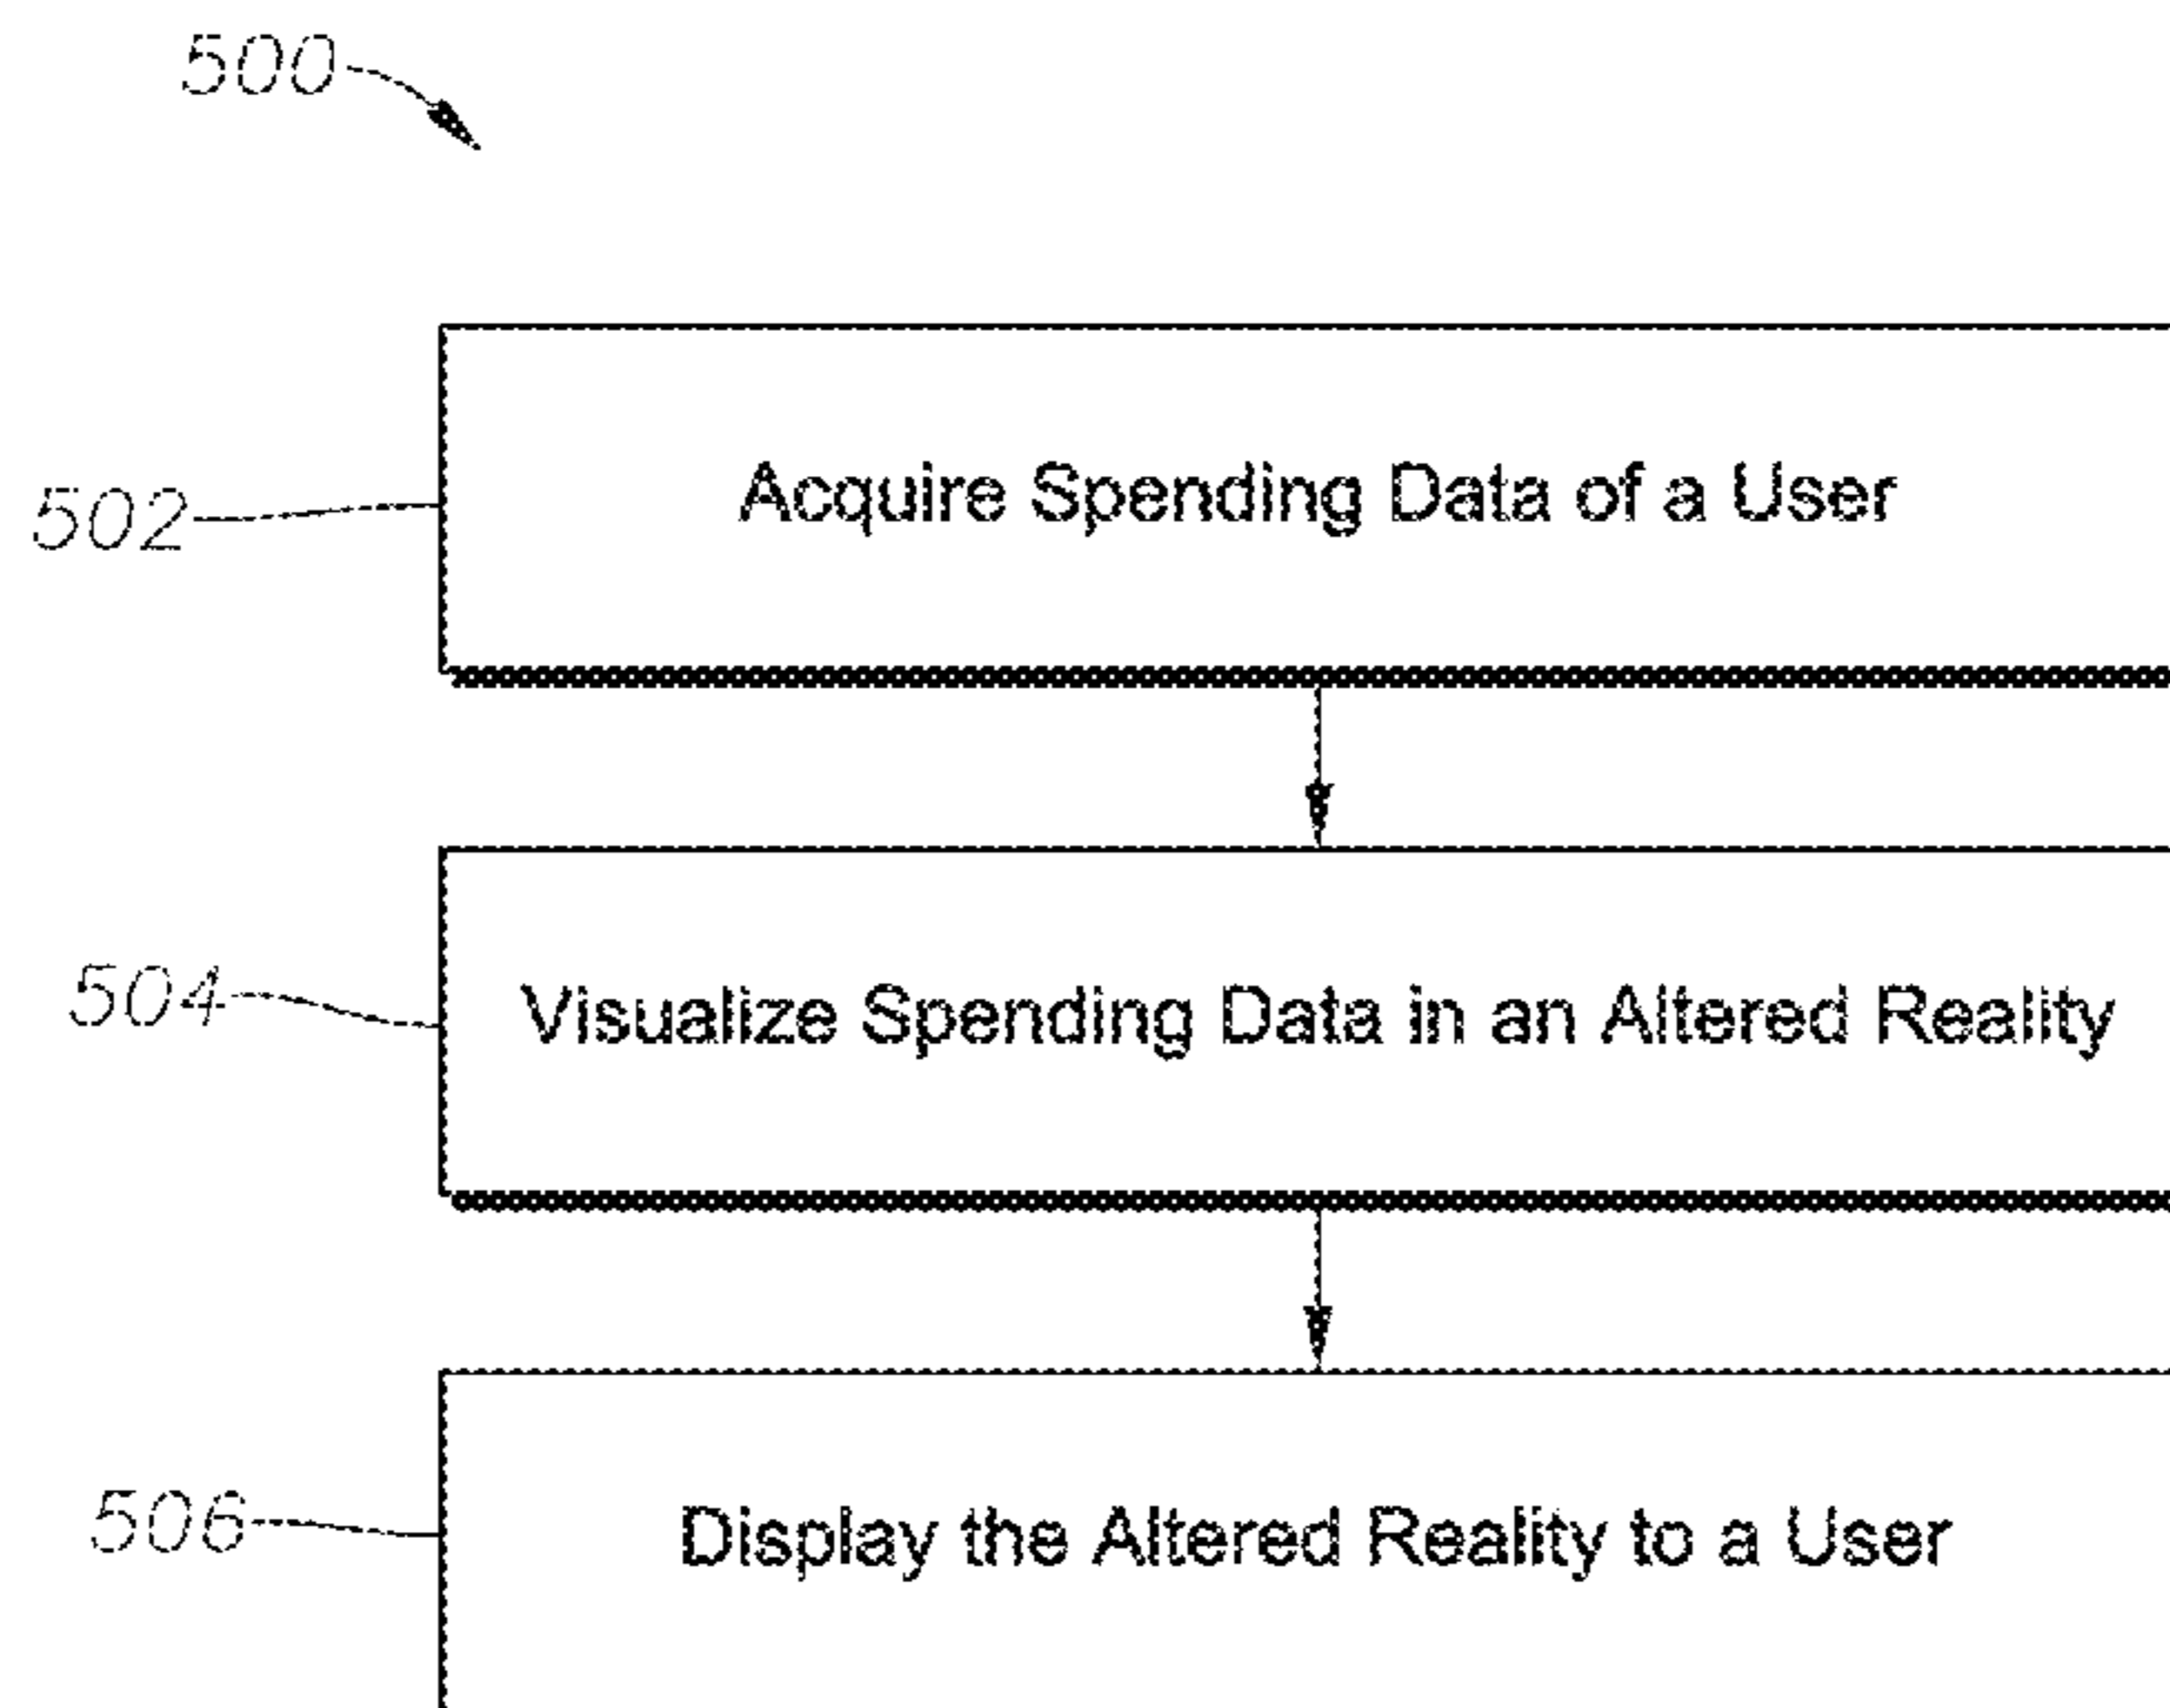 500
502
Acquire Spending Data of a User
504
Visualize Spending Data in an Altered Reality
506
Display the Altered Reality to a User